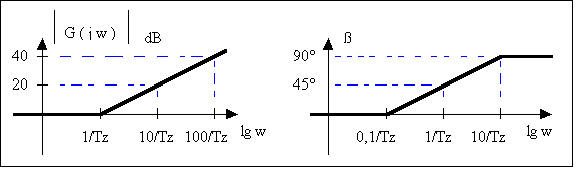 | G ( j w ) | dB
40
20
1/Tz 10/Tz 100/Tz lg w
ß
90°
45°
0,1/Tz 1/Tz 10/Tz lg w